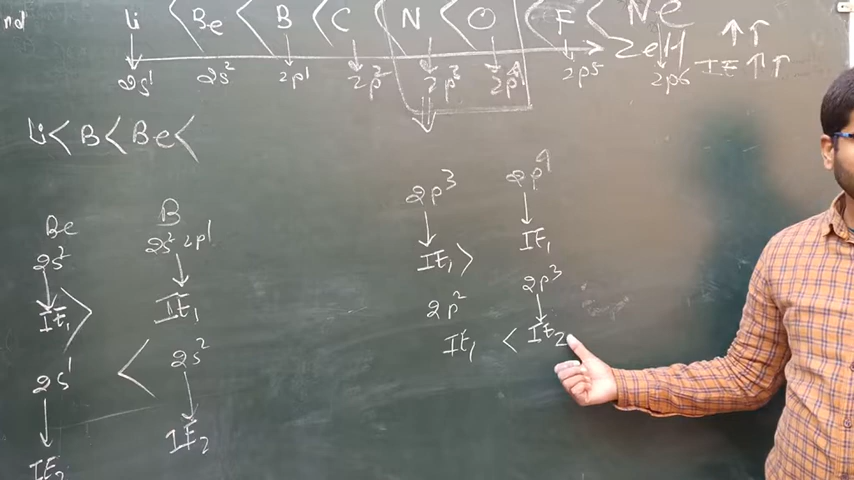 nd
Li < Be < B < C < N < O < F < Ne
Zeff ↑↑
2s¹ 2s² 2p¹ 2p² 2p³ 2p⁴ 2p⁵ 2p⁶ IE ↑↑
Li < B < Be <
Be B
2s² 2s² 2p¹
IE₁ > IE₁
2s¹ < 2s²
IE₂ IE₂
2p³ 2p⁴
IE₁ > IE₁
2p² 2p³
IE₁ < IE₂